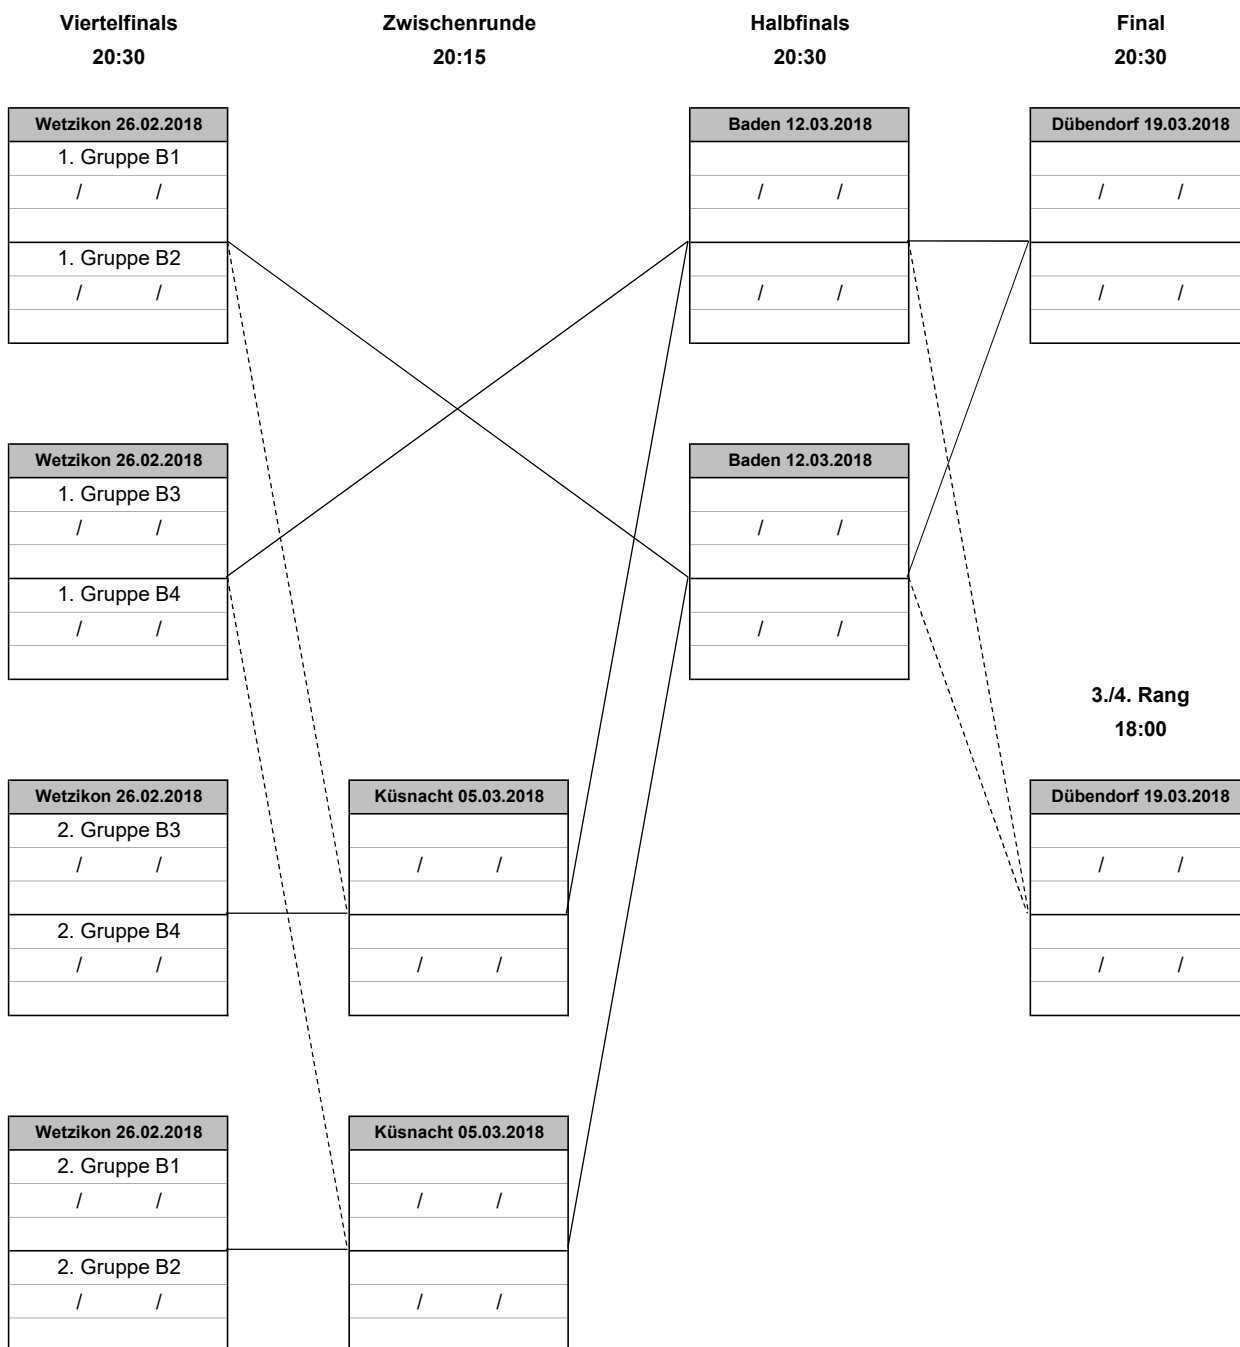 Viertelfinals Zwischenrunde Halbfinals Final
20:30 20:15 20:30 20:30
Wetzikon 26.02.2018 Baden 12.03.2018 Dübendorf 19.03.2018
1. Gruppe B1
/ / / / / /
1. Gruppe B2
/ / / / / /
Wetzikon 26.02.2018 Baden 12.03.2018
1. Gruppe B3
/ / / /
1. Gruppe B4
/ / / /
3./4. Rang
18:00
Wetzikon 26.02.2018 Küsnacht 05.03.2018 Dübendorf 19.03.2018
2. Gruppe B3
/ / / / / /
2. Gruppe B4
/ / / / / /
Wetzikon 26.02.2018 Küsnacht 05.03.2018
2. Gruppe B1
/ / / /
2. Gruppe B2
/ / / /